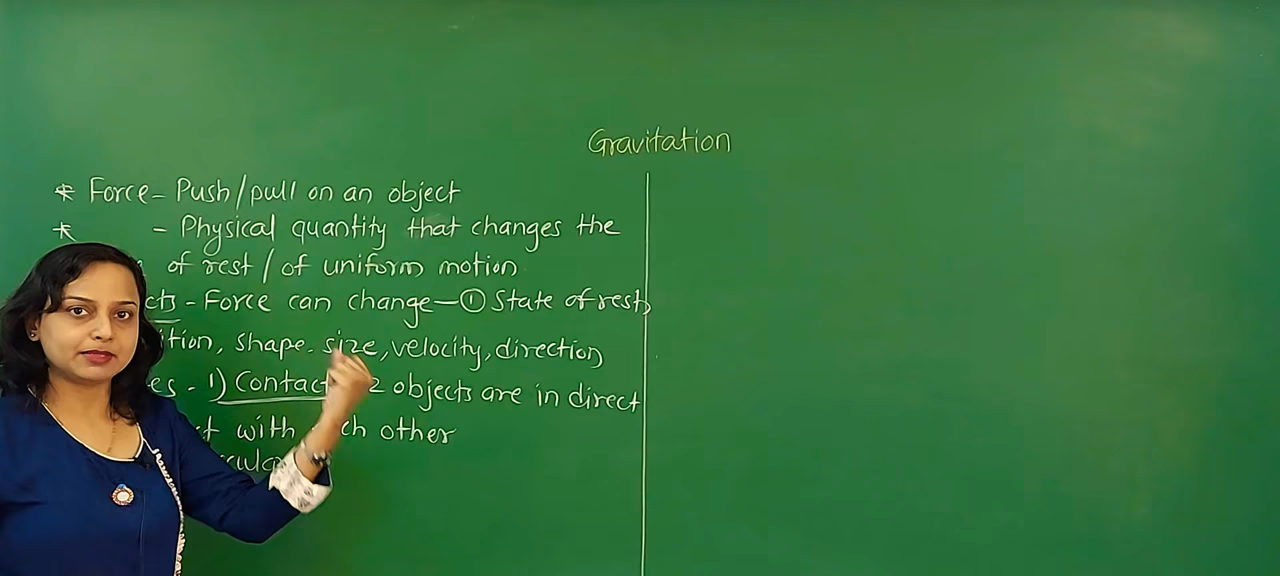 Gravitation
* Force - Push/pull on an object
* - Physical quantity that changes the
of rest / of uniform motion
cts - Force can change — ① State of rest,
ition, shape, size, velocity, direction
es - 1) Contact 2 objects are in direct
ct with ch other
cula